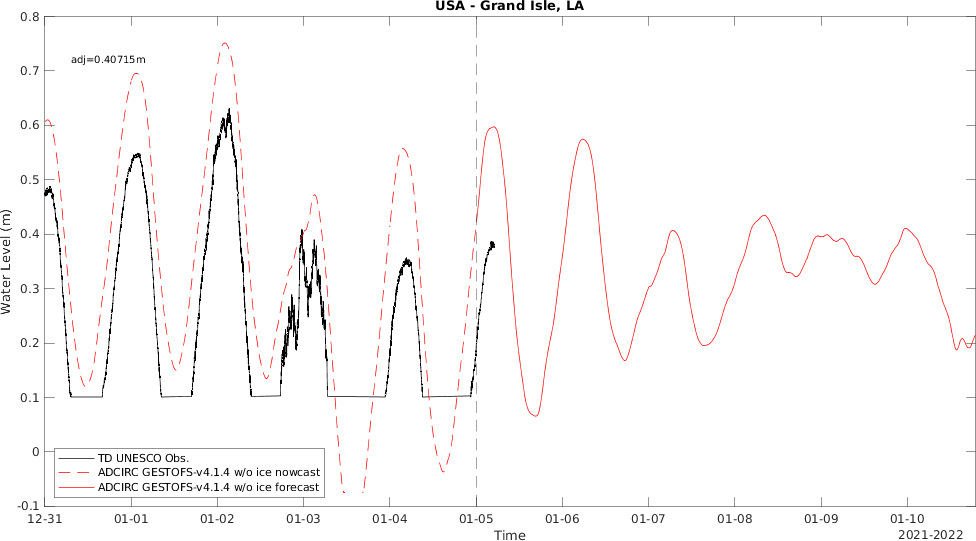 USA - Grand Isle, LA
adj=0.40715m
Water Level (m)
0.8
0.7
0.6
0.5
0.4
0.3
0.2
0.1
0
-0.1
TD UNESCO Obs.
ADCIRC GESTOFS-v4.1.4 w/o ice nowcast
ADCIRC GESTOFS-v4.1.4 w/o ice forecast
12-31 01-01 01-02 01-03 01-04 01-05 01-06 01-07 01-08 01-09 01-10
Time
2021-2022